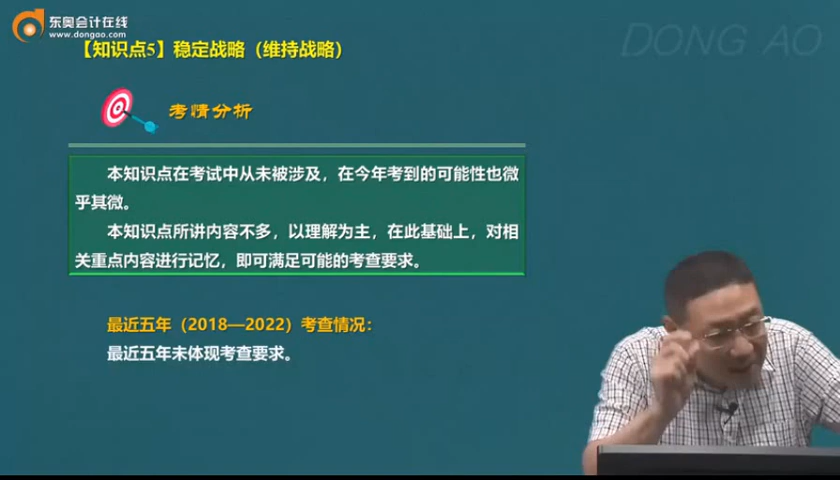 东奥会计在线
www.dongao.com
DONG AO
【知识点5】稳定战略（维持战略）
考情分析
本知识点在考试中从未被涉及，在今年考到的可能性也微
乎其微。
本知识点所讲内容不多，以理解为主，在此基础上，对相
关重点内容进行记忆，即可满足可能的考查要求。
最近五年（2018—2022）考查情况：
最近五年未体现考查要求。